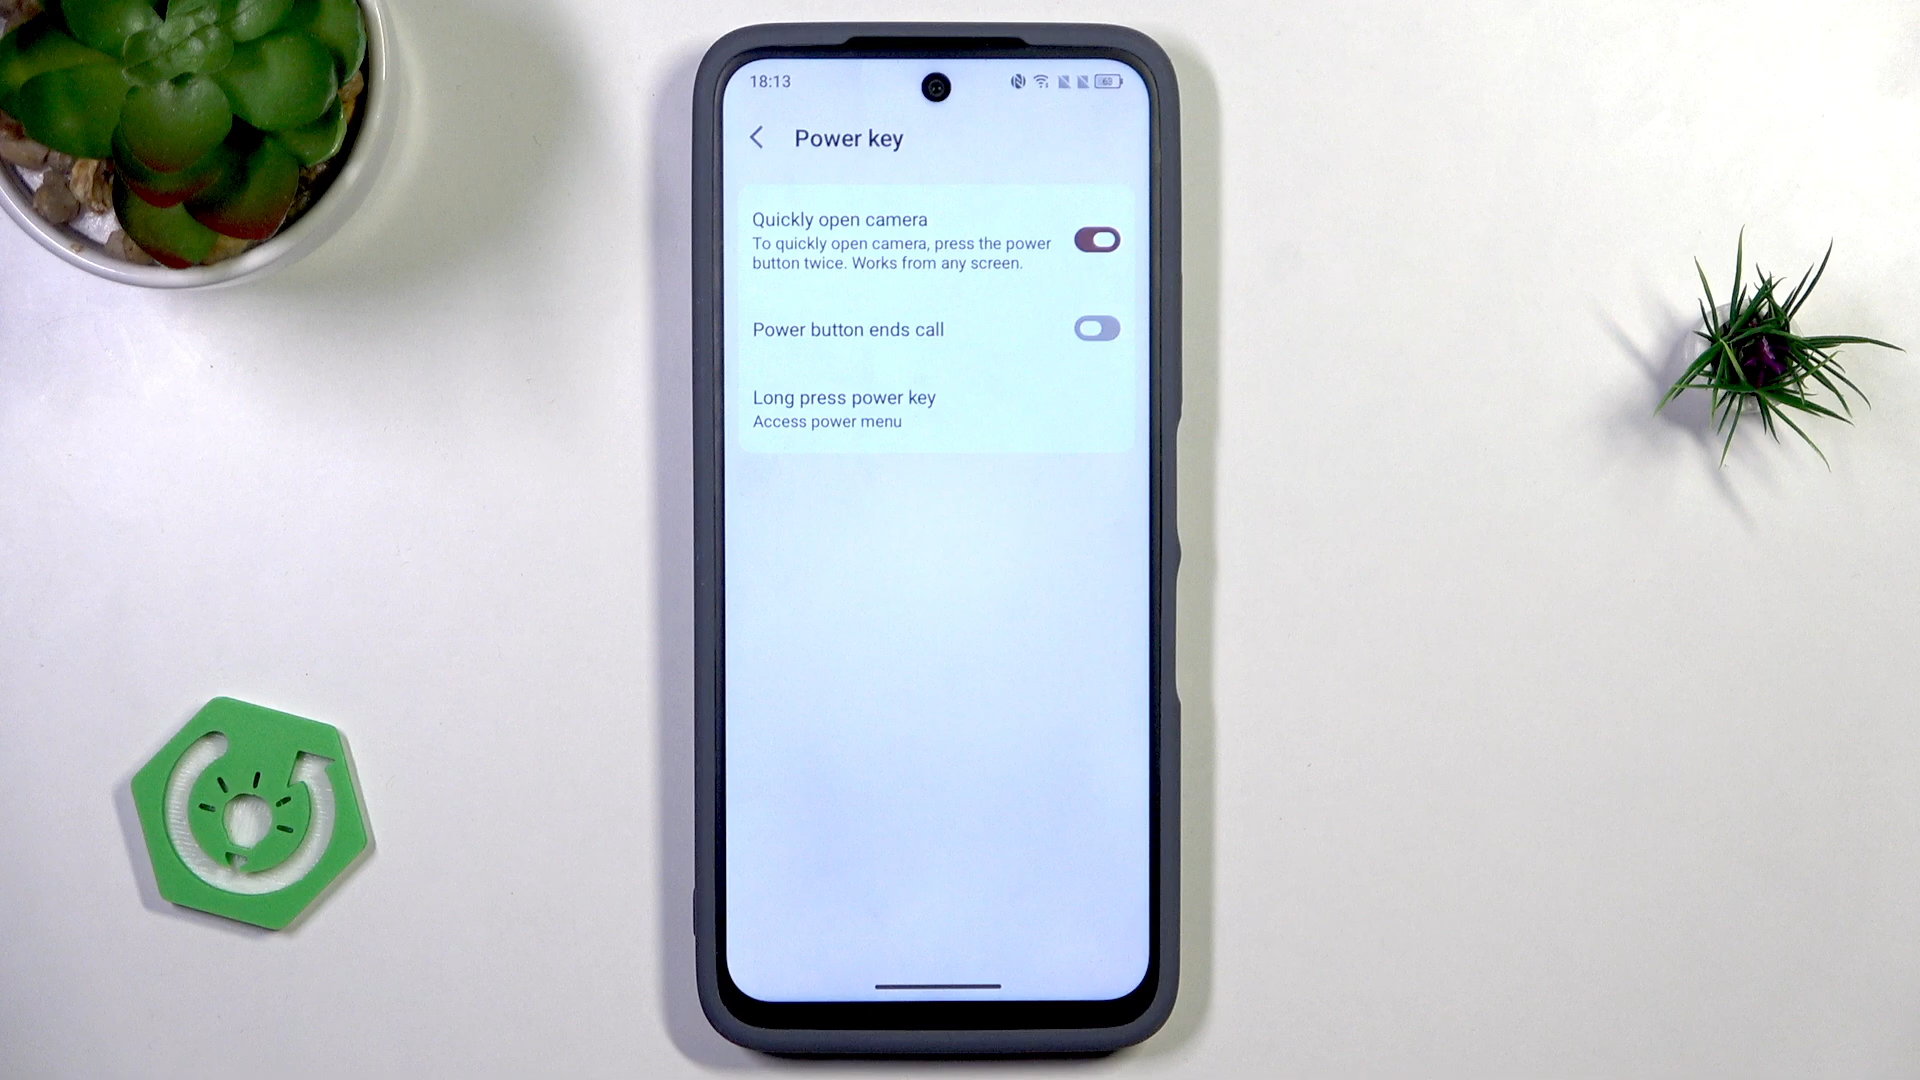 18:13
63
Power key
Quickly open camera
To quickly open camera, press the power
button twice. Works from any screen.
Power button ends call
Long press power key
Access power menu